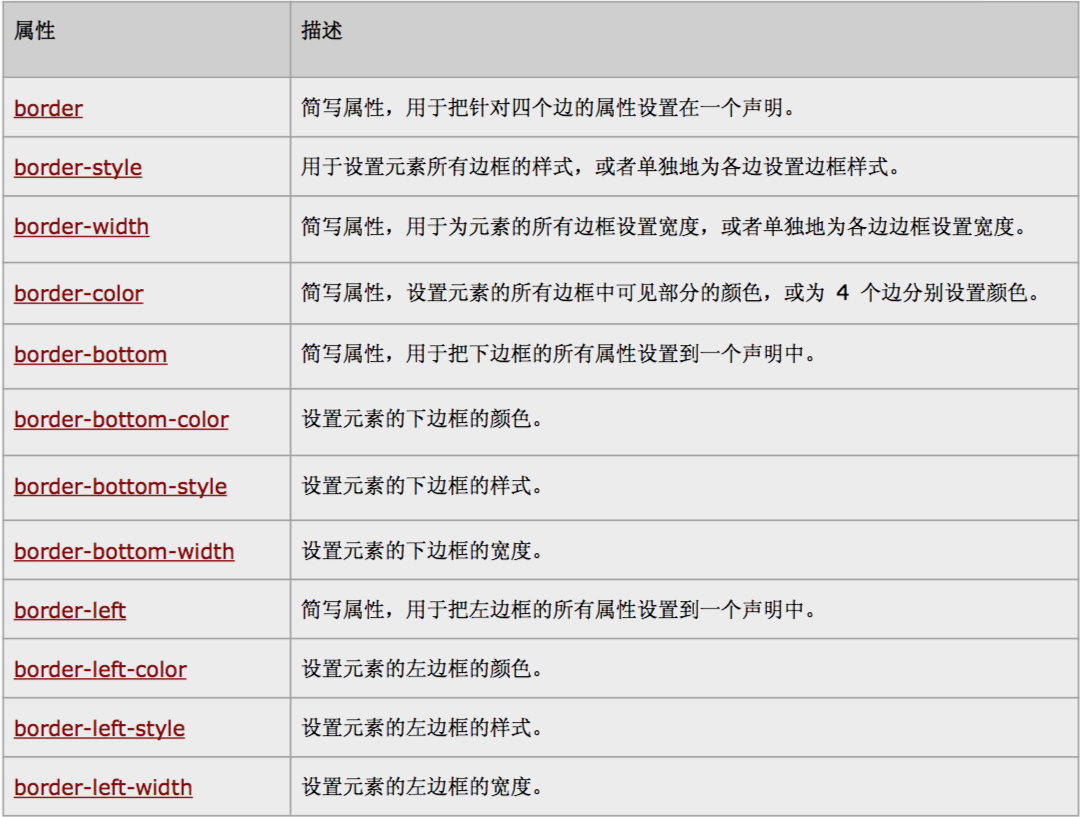 属性 描述
border 简写属性，用于把针对四个边的属性设置在一个声明。
border-style 用于设置元素所有边框的样式，或者单独地为各边设置边框样式。
border-width 简写属性，用于为元素的所有边框设置宽度，或者单独地为各边边框设置宽度。
border-color 简写属性，设置元素的所有边框中可见部分的颜色，或为 4 个边分别设置颜色。
border-bottom 简写属性，用于把下边框的所有属性设置到一个声明中。
border-bottom-color 设置元素的下边框的颜色。
border-bottom-style 设置元素的下边框的样式。
border-bottom-width 设置元素的下边框的宽度。
border-left 简写属性，用于把左边框的所有属性设置到一个声明中。
border-left-color 设置元素的左边框的颜色。
border-left-style 设置元素的左边框的样式。
border-left-width 设置元素的左边框的宽度。